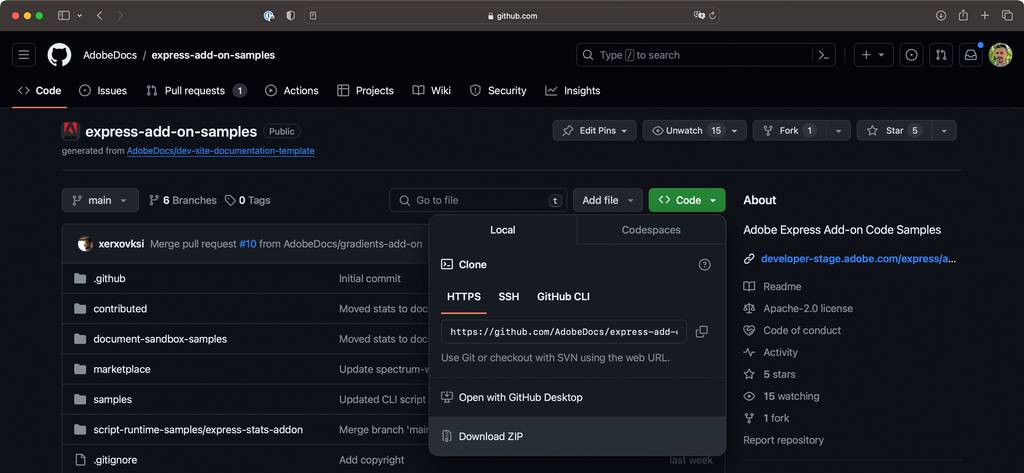 github.com
AdobeDocs / express-add-on-samples
Type / to search
Code Issues Pull requests 1 Actions Projects Wiki Security Insights
express-add-on-samples Public
Edit Pins Unwatch 15 Fork 1 Star 5
generated from AdobeDocs/dev-site-documentation-template
main 6 Branches 0 Tags Go to file t Add file Code
About
Local Codespaces
Adobe Express Add-on Code Samples
xerxovksi Merge pull request #10 from AdobeDocs/gradients-add-on
developer-stage.adobe.com/express/a...
Clone
.github Initial commit
Readme
HTTPS SSH GitHub CLI
contributed Moved stats to doc
Apache-2.0 license
https://github.com/AdobeDocs/express-add-
Code of conduct
document-sandbox-samples Moved stats to doc
Use Git or checkout with SVN using the web URL.
Activity
marketplace Update spectrum-w
5 stars
samples Updated CLI script
Open with GitHub Desktop
15 watching
1 fork
script-runtime-samples/express-stats-addon Merge branch 'main
Download ZIP
Report repository
.gitignore Add copyright last week